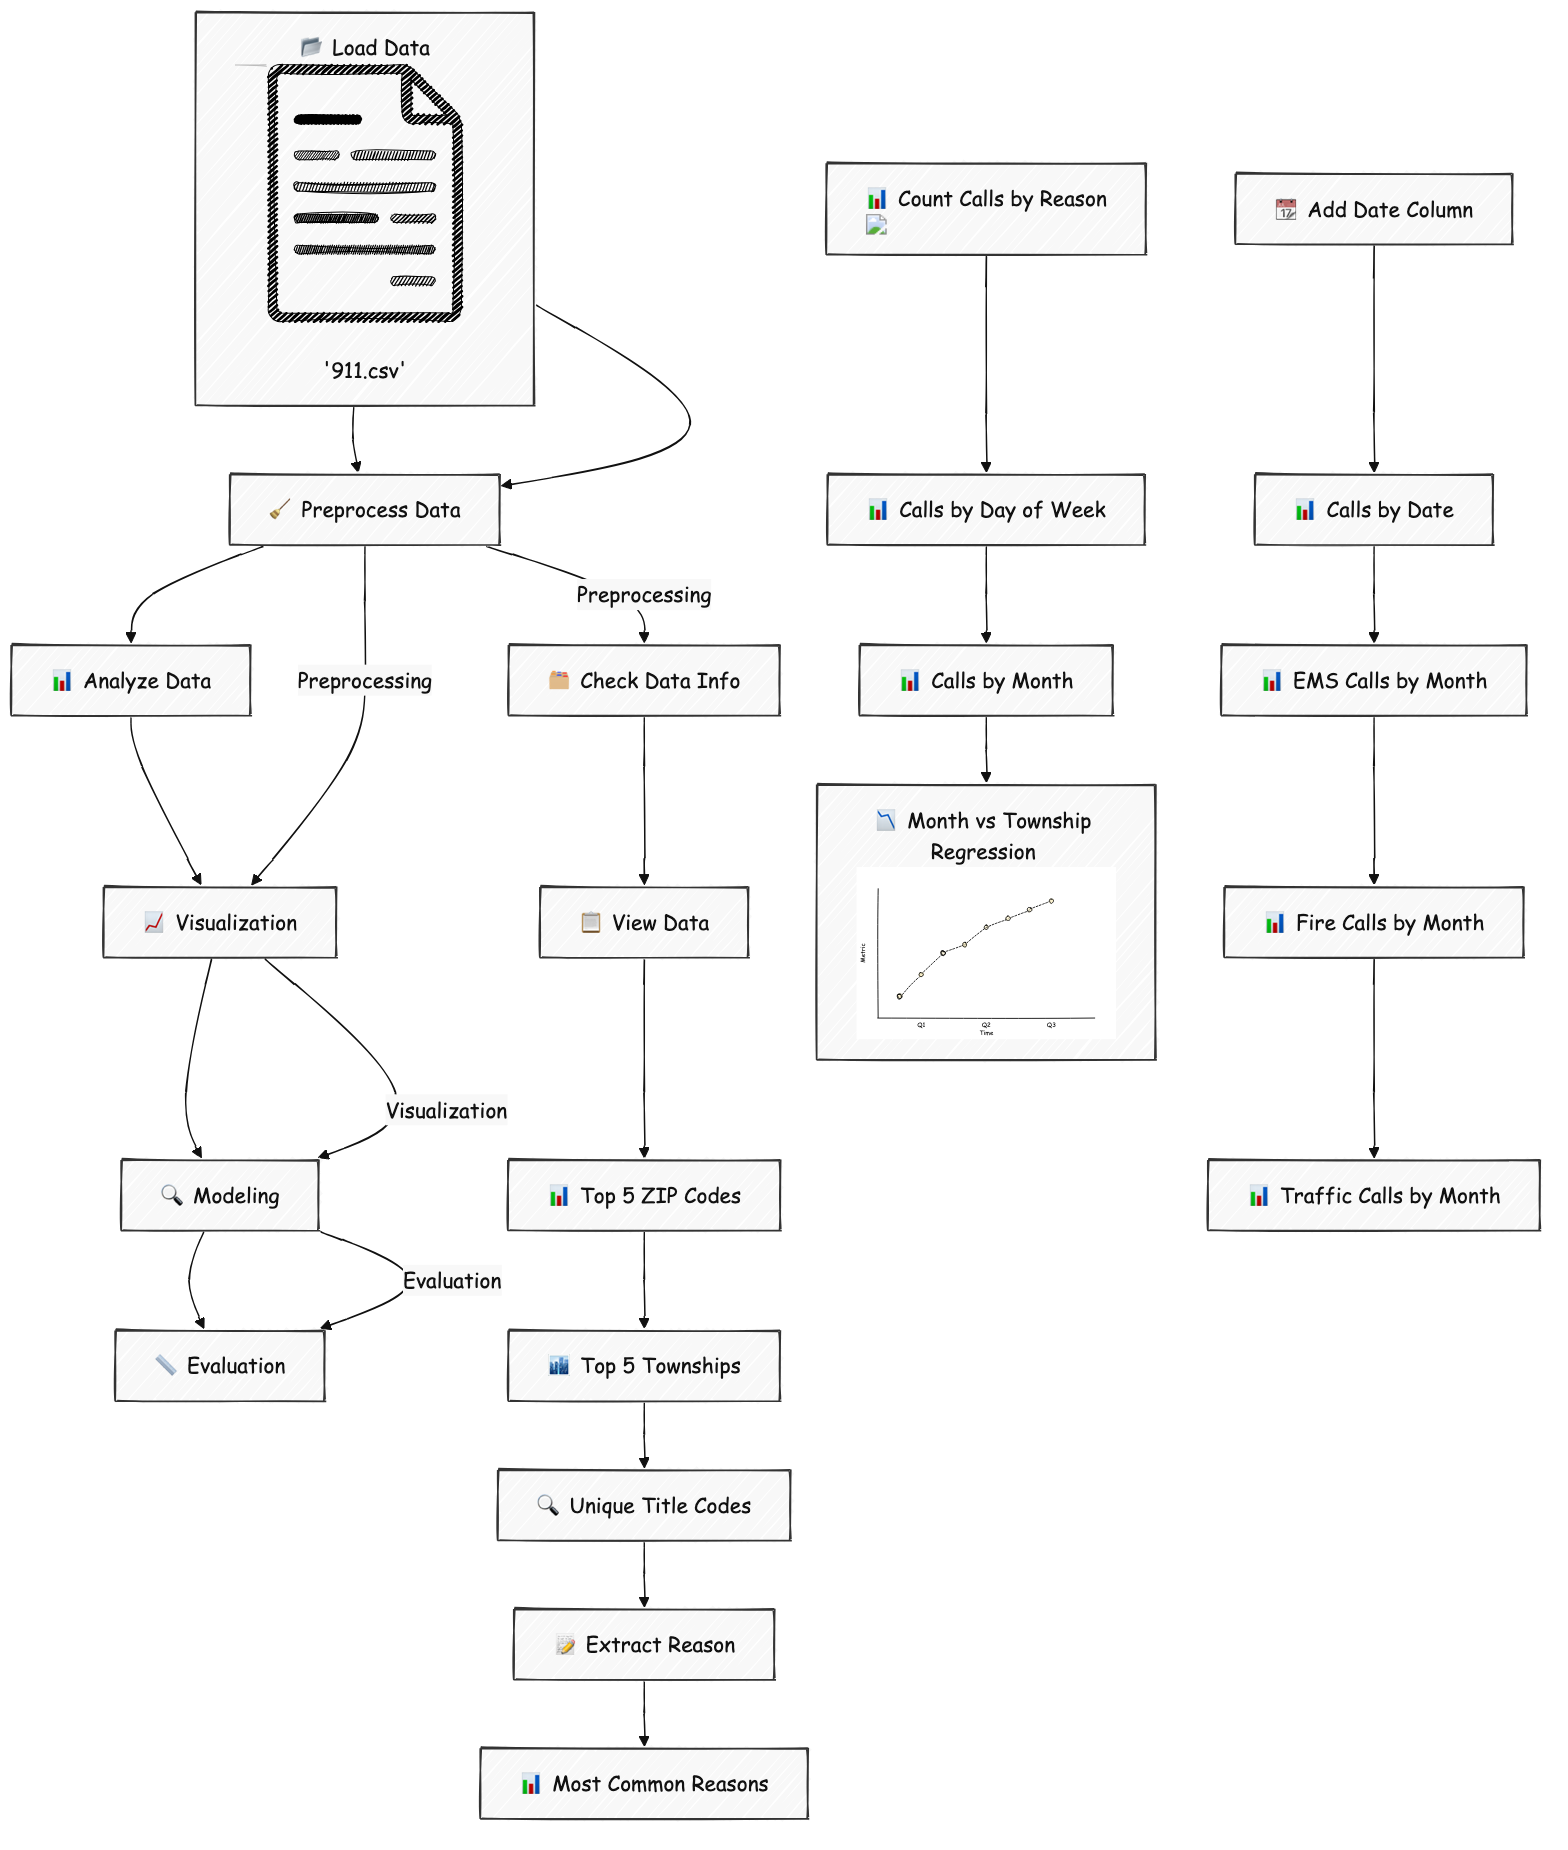 Load Data
'911.csv'
Preprocess Data
Preprocessing
Analyze Data
Preprocessing
Check Data Info
Visualization
View Data
Visualization
Modeling
Top 5 ZIP Codes
Evaluation
Evaluation
Top 5 Townships
Unique Title Codes
Extract Reason
Most Common Reasons
Count Calls by Reason
Calls by Day of Week
Calls by Month
Month vs Township
Regression
Metric
Q1
Q2
Q3
Time
Add Date Column
17
Calls by Date
EMS Calls by Month
Fire Calls by Month
Traffic Calls by Month